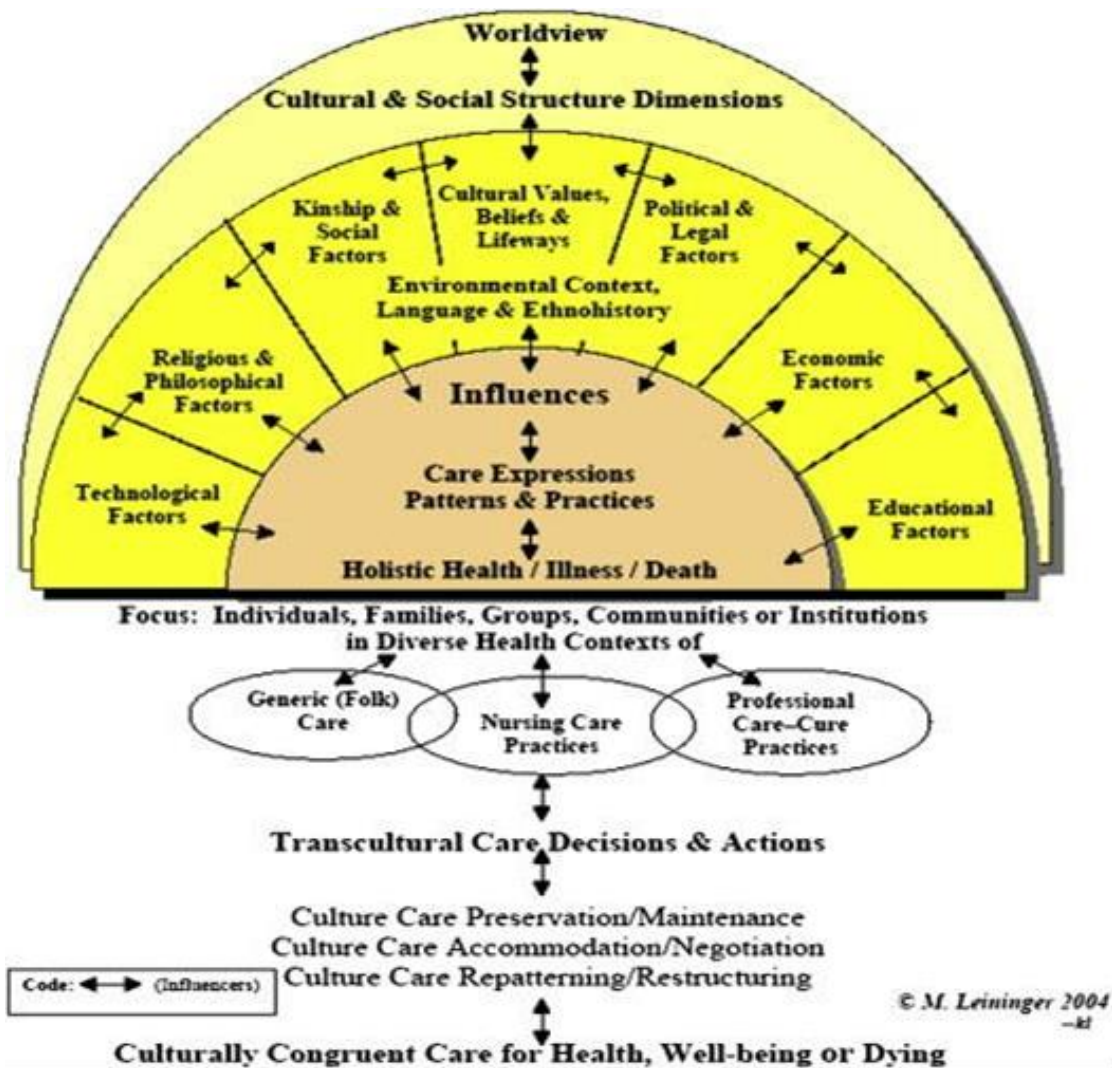 Worldview
Cultural & Social Structure Dimensions
Kinship &
Social
Factors
Cultural Values,
Beliefs &
Lifeways
Political &
Legal
Factors
Environmental Context,
Language & Ethnohistory
Religious &
Philosophical
Factors
Economic
Factors
Technological
Factors
Educational
Factors
Influences
Care Expressions
Patterns & Practices
Holistic Health / Illness / Death
Focus: Individuals, Families, Groups, Communities or Institutions
in Diverse Health Contexts of
Generic (Folk)
Care
Nursing Care
Practices
Professional
Care–Cure
Practices
Transcultural Care Decisions & Actions
Culture Care Preservation/Maintenance
Culture Care Accommodation/Negotiation
Culture Care Repatterning/Restructuring
Code: (Influencers)
© M. Leininger 2004
–kl
Culturally Congruent Care for Health, Well-being or Dying